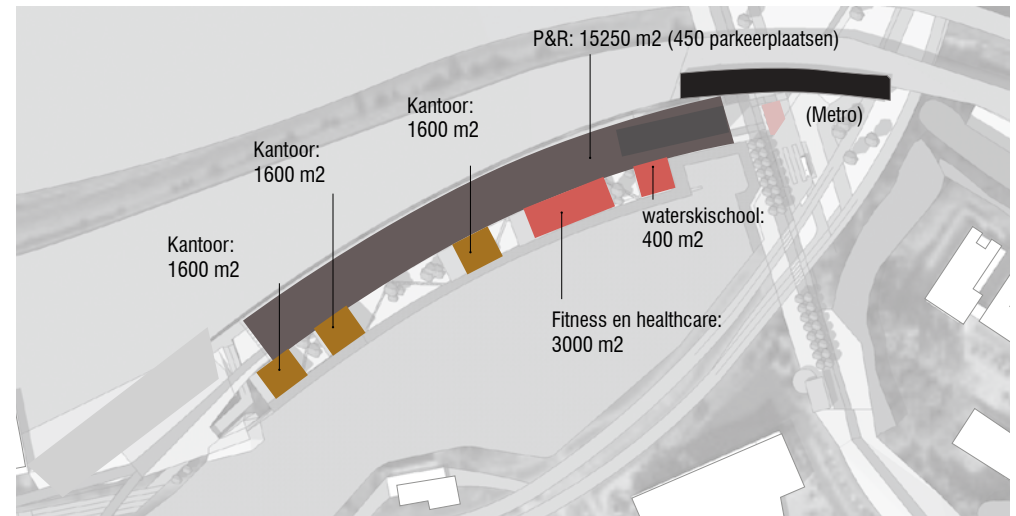 P&R: 15250 m2 (450 parkeerplaatsen)
(Metro)
Kantoor:
1600 m2
Kantoor:
1600 m2
Kantoor:
1600 m2
waterskischool:
400 m2
Fitness en healthcare:
3000 m2